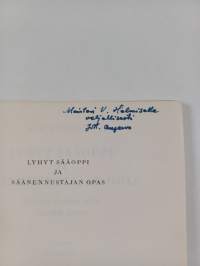 Maisteri V. Helmiselle
veljellisesti
J.M. Angervo
LYHYT SÄÄOPPI
JA
SÄÄNENNUSTAJAN OPAS